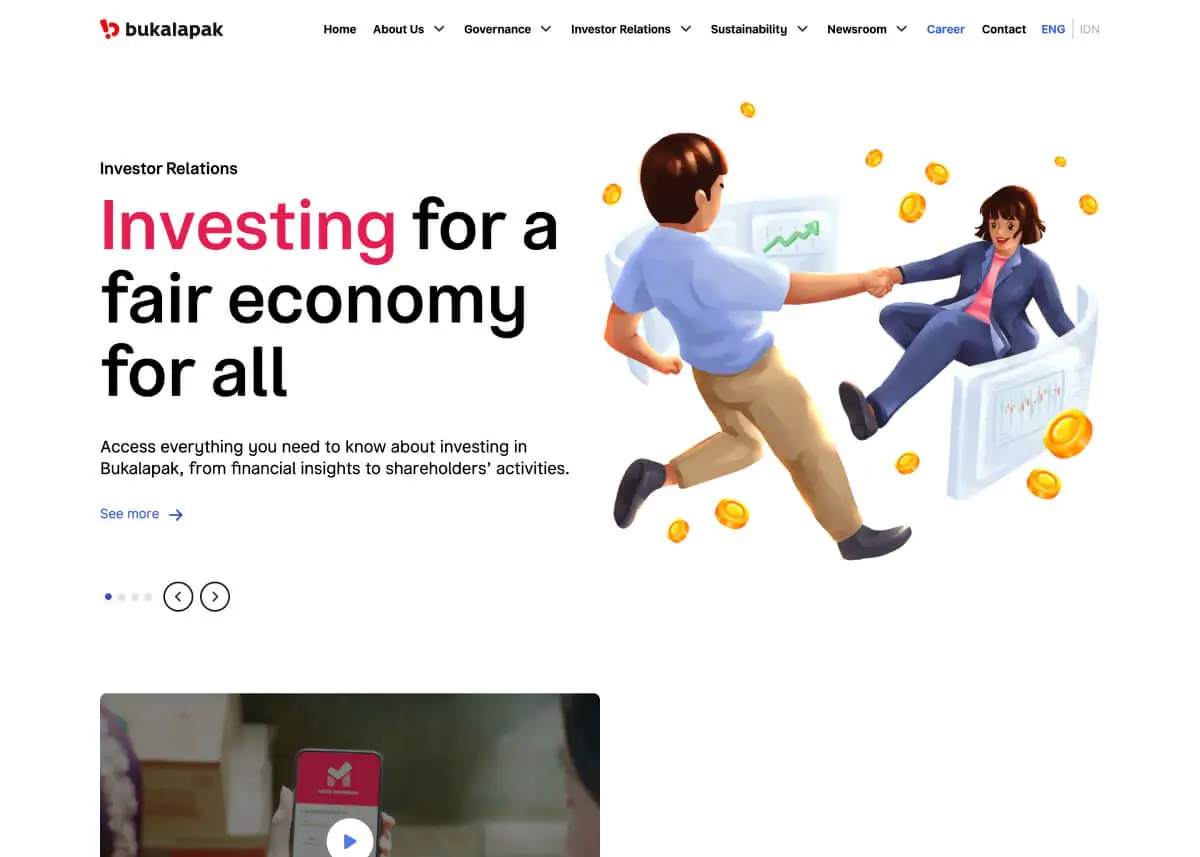 bukalapak
Home About Us Governance Investor Relations Sustainability Newsroom Career Contact ENG IDN
Investor Relations
Investing for a
fair economy
for all
Access everything you need to know about investing in
Bukalapak, from financial insights to shareholders’ activities.
See more